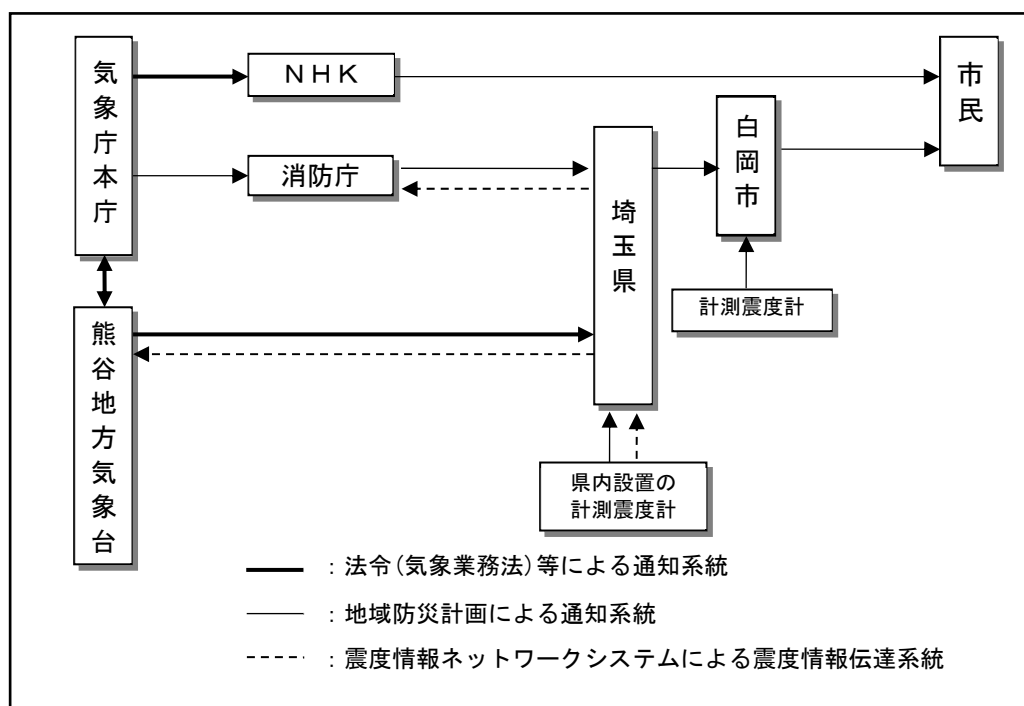 気象庁本庁
ＮＨＫ
市民
白岡市
消防庁
埼玉県
計測震度計
熊谷地方気象台
県内設置の
計測震度計
：法令（気象業務法）等による通知系統
：地域防災計画による通知系統
：震度情報ネットワークシステムによる震度情報伝達系統